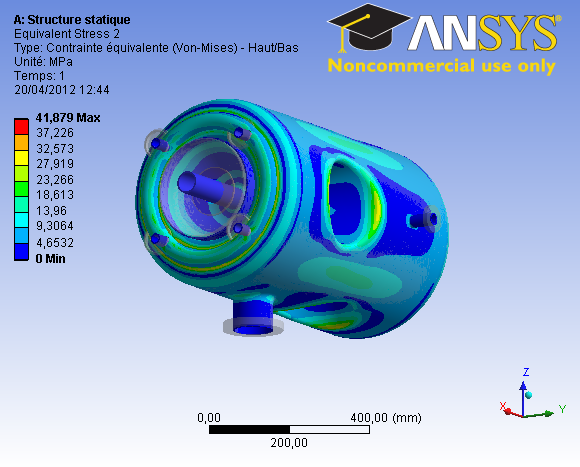 A: Structure statique
Equivalent Stress 2
Type: Contrainte équivalente (Von-Mises) - Haut/Bas
Unité: MPa
Temps: 1
20/04/2012 12:44
ANSYS®
Noncommercial use only
41,879 Max
37,226
32,573
27,919
23,266
18,613
13,96
9,3064
4,6532
0 Min
0,00
400,00 (mm)
200,00
Z
X
Y